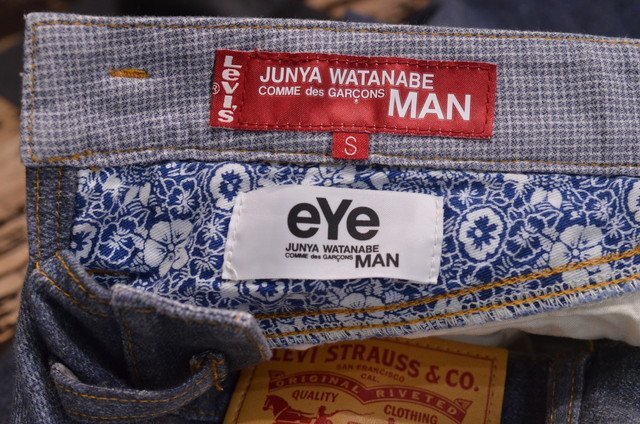 LEVI'S
®
JUNYA WATANABE
COMME des GARÇONS MAN
S
eYe
JUNYA WATANABE
COMME des GARÇONS MAN
LEVI STRAUSS & CO.
SAN FRANCISCO
CAL.
ORIGINAL RIVETED
QUALITY CLOTHING